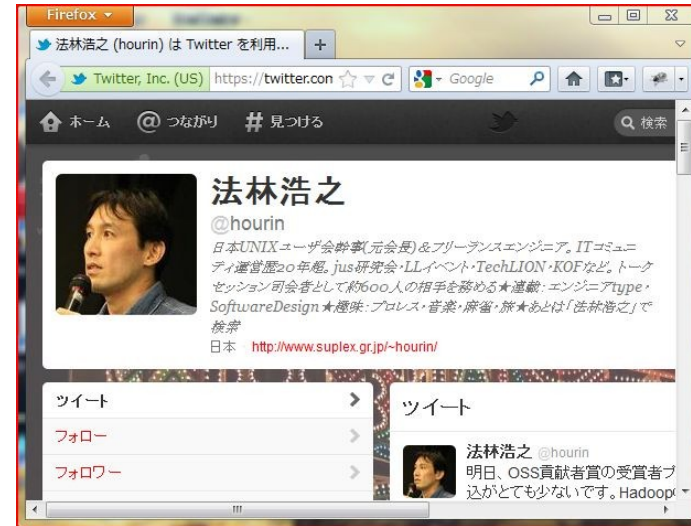 Firefox
法林浩之 (hourin) は Twitter を利用...
Twitter, Inc. (US) https://twitter.con
Google
ホーム @ つながり # 見つける
検索
法林浩之
@hourin
日本UNIXユーザ会幹事(元会長)&フリーランスエンジニア。ITコミュニ
ティ運営歴20年超。jus研究会・LLイベント・TechLION・KOFなど。トーク
セッション司会者として約600人の相手を務める★連載:エンジニアtype・
SoftwareDesign★趣味:プロレス・音楽・麻雀・旅★あとは「法林浩之」で
検索
日本 http://www.suplex.gr.jp/~hourin/
ツイート
フォロー
フォロワー
ツイート
法林浩之 @hourin
明日、OSS貢献者賞の受賞者プ
込がとても少ないです。Hadoop